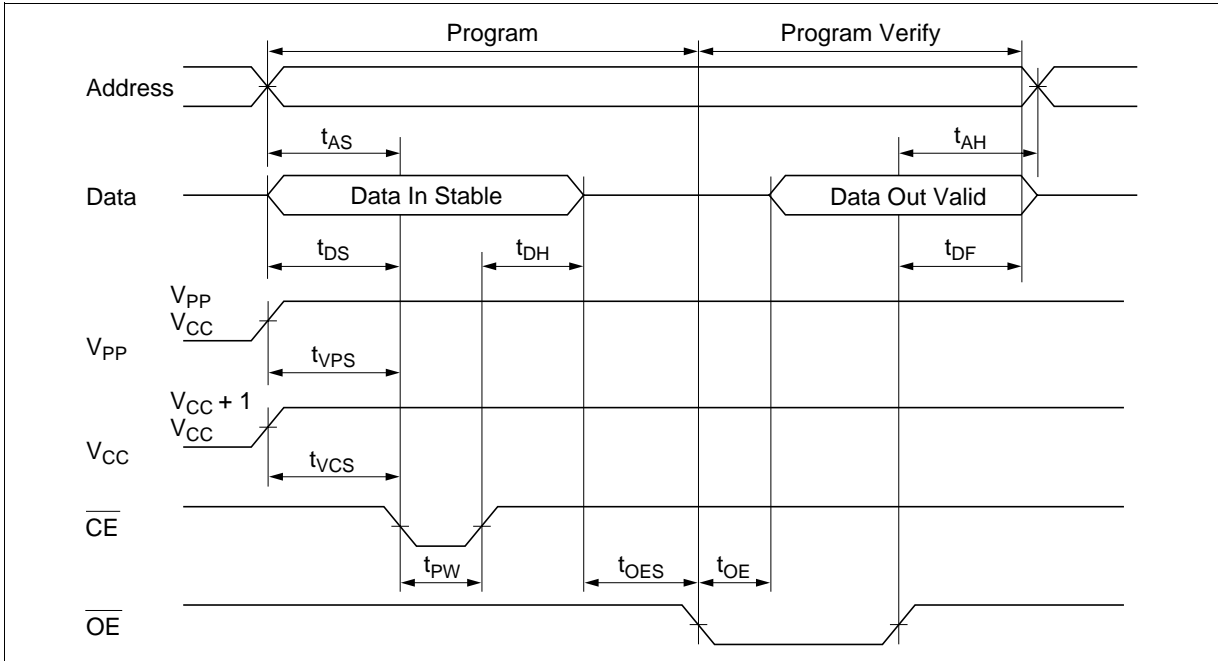 Program Program Verify
Address
tAS tAH
Data Data In Stable Data Out Valid
tDS tDH tDF
VPP
VCC
VPP
tVPS
VCC + 1
VCC
VCC
tVCS
CE
tPW tOES tOE
OE